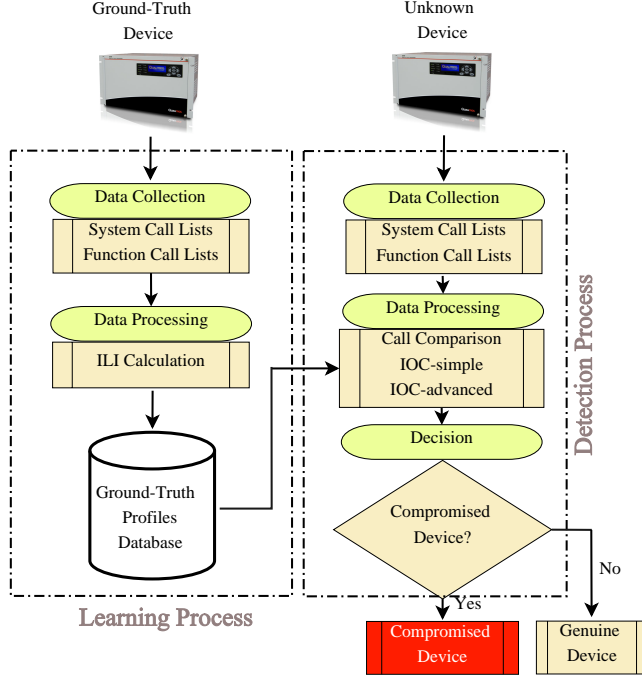 Ground-Truth
Device
Unknown
Device
Data Collection
System Call Lists
Function Call Lists
Data Processing
ILI Calculation
Ground-Truth
Profiles
Database
Learning Process
Data Collection
System Call Lists
Function Call Lists
Data Processing
Call Comparison
IOC-simple
IOC-advanced
Decision
Compromised
Device?
Detection Process
No
Yes
Compromised
Device
Genuine
Device